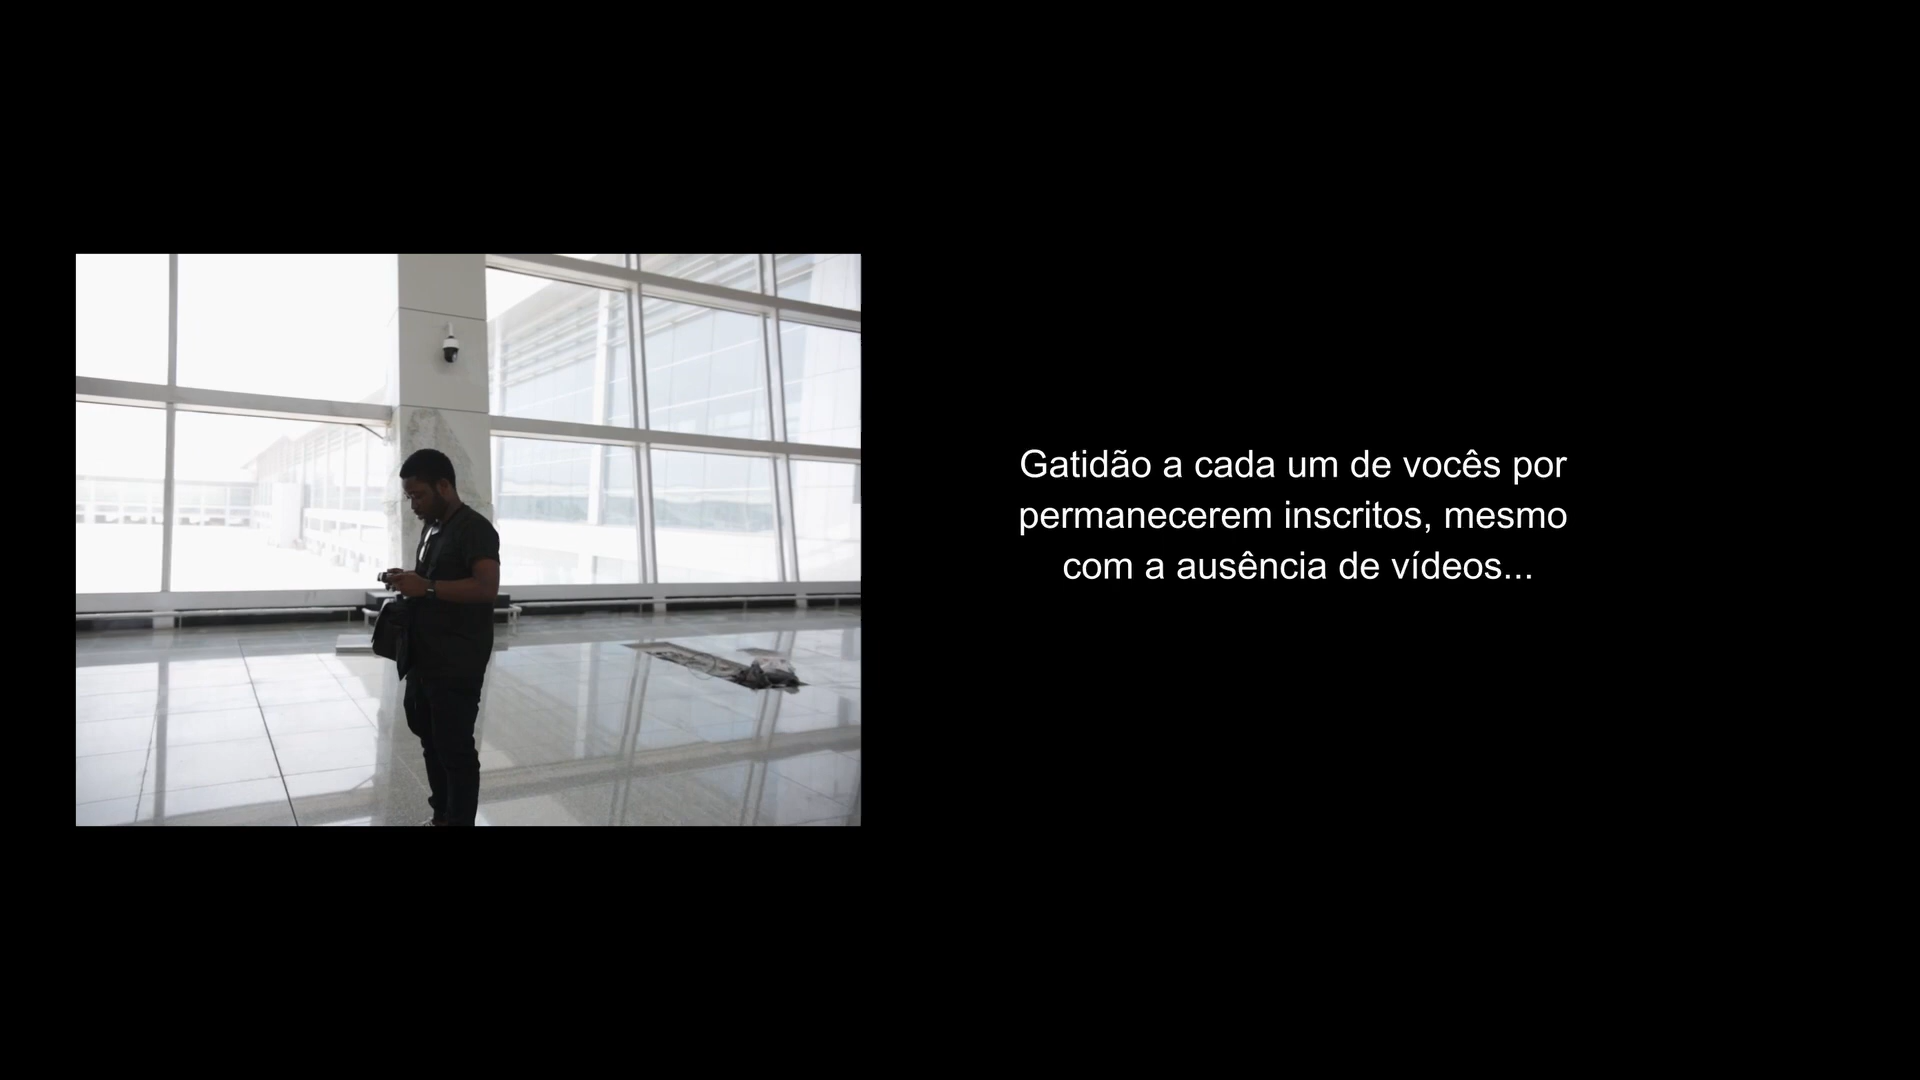 Gatidão a cada um de vocês por
permanecerem inscritos, mesmo
com a ausência de vídeos...